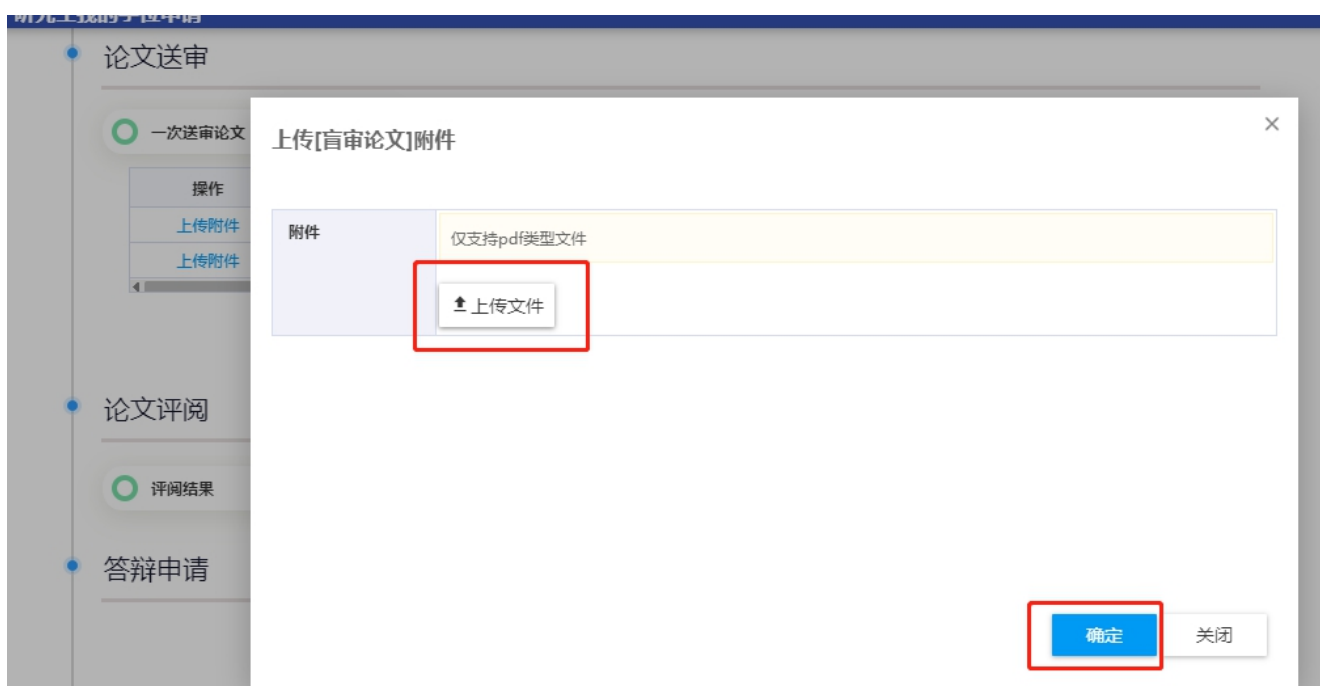 论文送审
一次送审论文
上传[盲审论文]附件
×
操作
上传附件
上传附件
附件
仅支持pdf类型文件
上传文件
论文评阅
评阅结果
答辩申请
确定
关闭